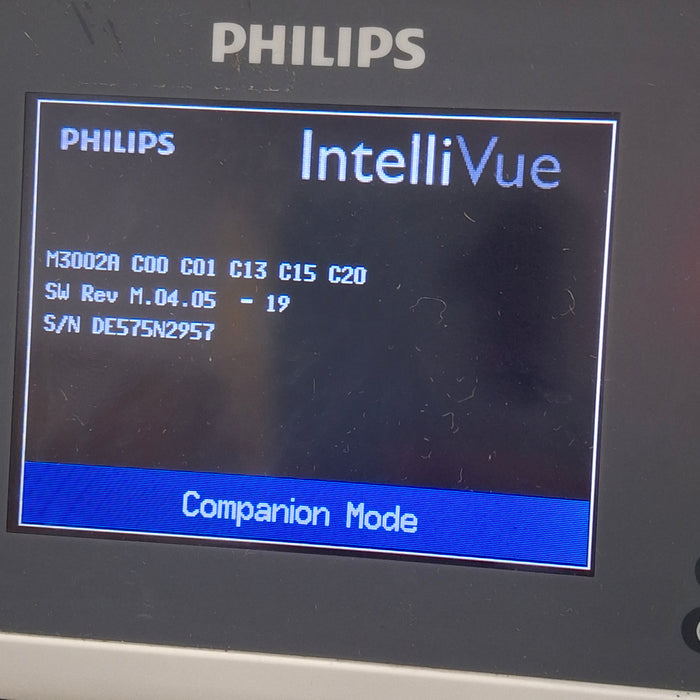 PHILIPS
PHILIPS IntelliVue
M3002A C00 C01 C13 C15 C20
SW Rev M.04.05 - 19
S/N DE575N2957
Companion Mode